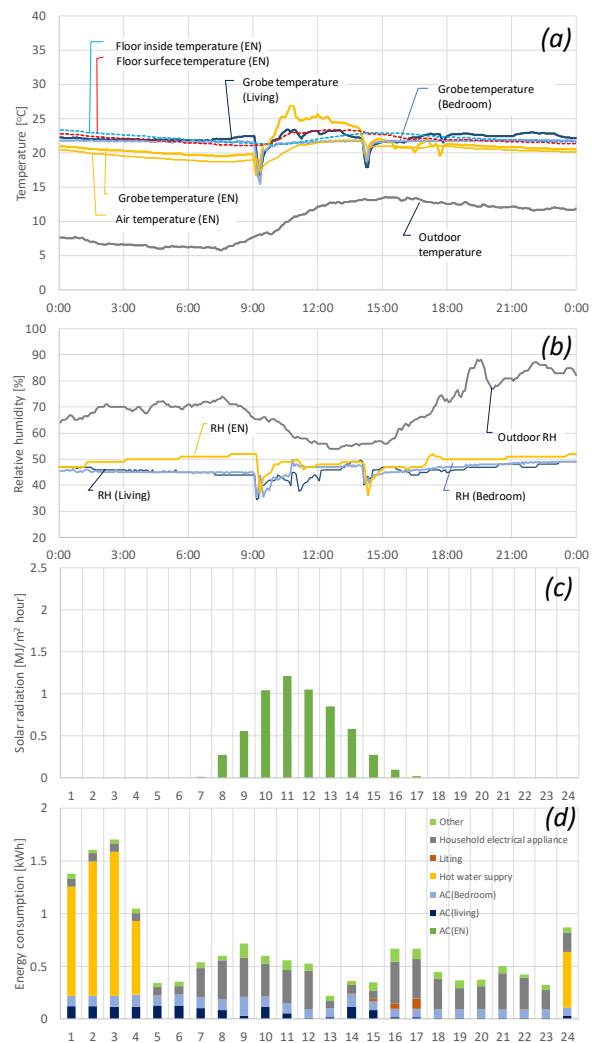 (a)
Temperature [°C]
40
35
30
25
20
15
10
5
0
Floor inside temperature (EN)
Floor surfece temperature (EN)
Grobe temperature
(Living)
Grobe temperature
(Bedroom)
Grobe temperature (EN)
Air temperature (EN)
Outdoor
temperature
0:00 3:00 6:00 9:00 12:00 15:00 18:00 21:00 0:00
(b)
Relative humidity [%]
100
90
80
70
60
50
40
30
20
RH (EN)
Outdoor RH
RH (Living)
RH (Bedroom)
0:00 3:00 6:00 9:00 12:00 15:00 18:00 21:00 0:00
(c)
Solar radiation [MJ/m² hour]
2.5
2
1.5
1
0.5
0
1 2 3 4 5 6 7 8 9 10 11 12 13 14 15 16 17 18 19 20 21 22 23 24
(d)
Energy consumption [kWh]
2
1.5
1
0.5
0
Other
Household electrical appliance
Liting
Hot water supply
AC(Bedroom)
AC(living)
AC(EN)
1 2 3 4 5 6 7 8 9 10 11 12 13 14 15 16 17 18 19 20 21 22 23 24